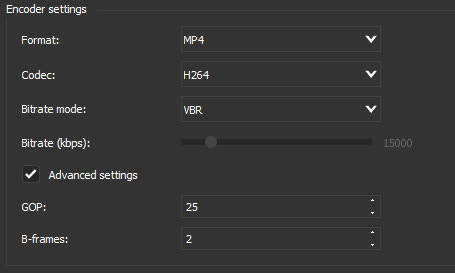 Encoder settings
Format: MP4
Codec: H264
Bitrate mode: VBR
Bitrate (kbps): 15000
Advanced settings
GOP: 25
B-frames: 2